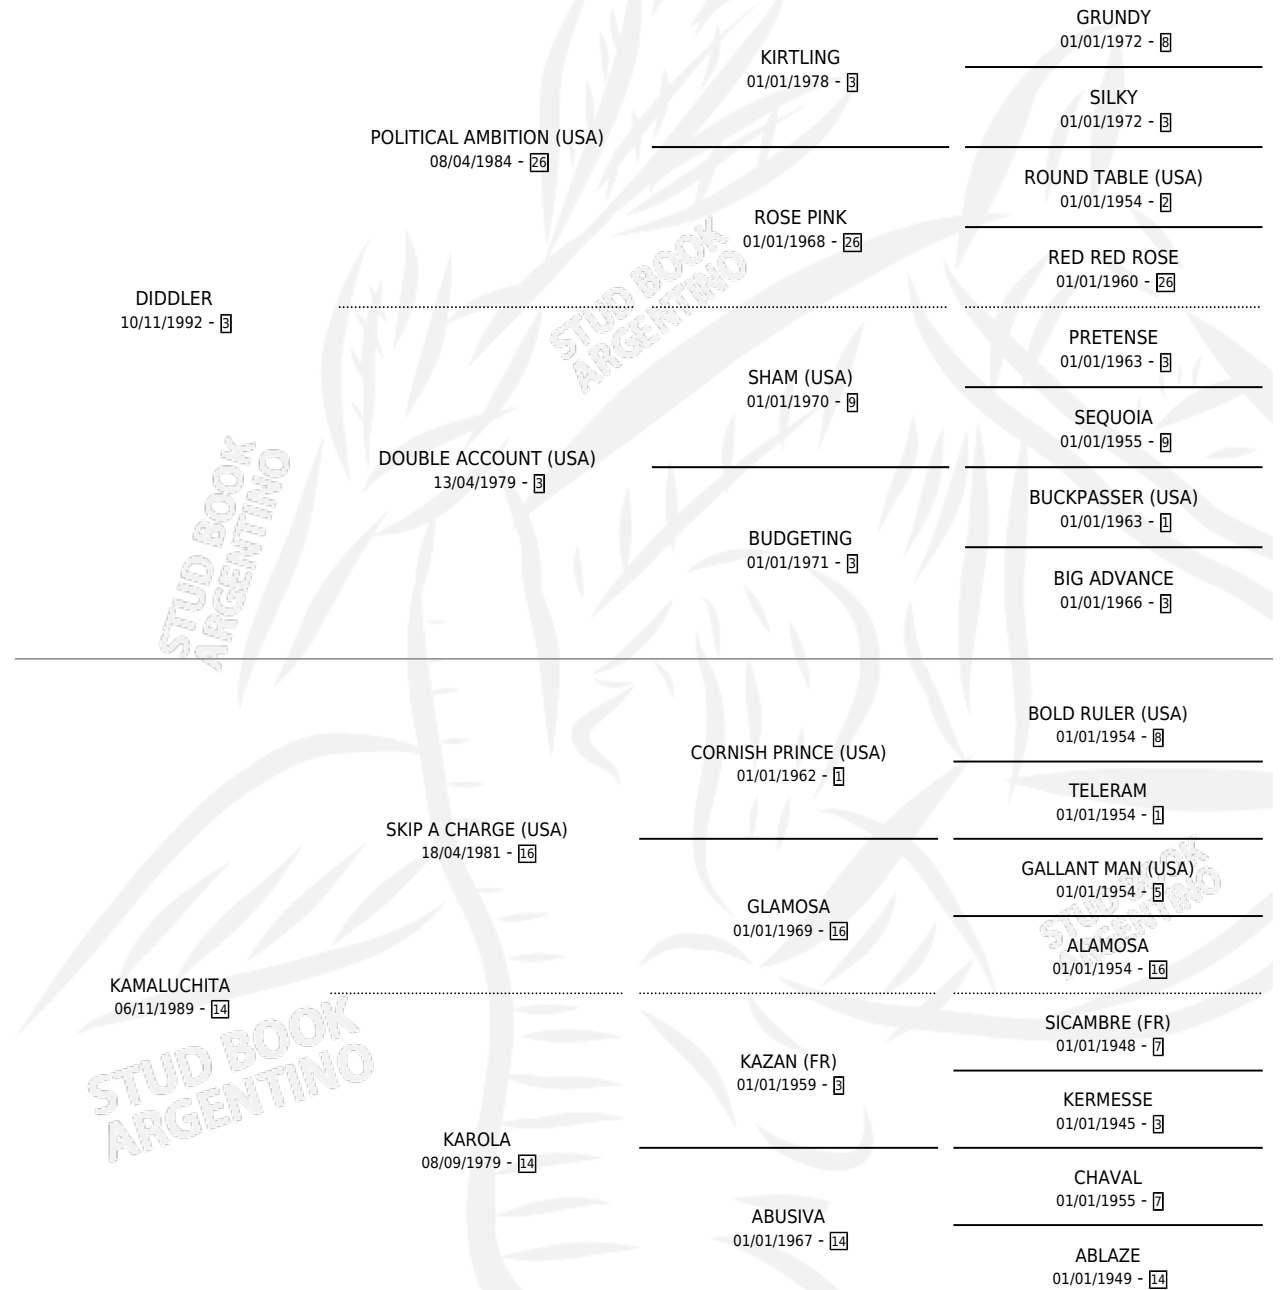 GRUNDY
01/01/1972 - 8
KIRTLING
01/01/1978 - 3
SILKY
01/01/1972 - 3
POLITICAL AMBITION (USA)
08/04/1984 - 26
ROUND TABLE (USA)
01/01/1954 - 2
ROSE PINK
01/01/1968 - 26
RED RED ROSE
01/01/1960 - 26
DIDDLER
10/11/1992 - 3
PRETENSE
01/01/1963 - 3
SHAM (USA)
01/01/1970 - 9
SEQUOIA
01/01/1955 - 9
DOUBLE ACCOUNT (USA)
13/04/1979 - 3
BUCKPASSER (USA)
01/01/1963 - 1
BUDGETING
01/01/1971 - 3
BIG ADVANCE
01/01/1966 - 3
STUD BOOK
ARGENTINO
STUD BOOK
ARGENTINO
BOLD RULER (USA)
01/01/1954 - 8
CORNISH PRINCE (USA)
01/01/1962 - 1
TELERAM
01/01/1954 - 1
SKIP A CHARGE (USA)
18/04/1981 - 16
GALLANT MAN (USA)
01/01/1954 - 5
GLAMOSA
01/01/1969 - 16
ALAMOSA
01/01/1954 - 16
KAMALUCHITA
06/11/1989 - 14
SICAMBRE (FR)
01/01/1948 - 7
KAZAN (FR)
01/01/1959 - 3
KERMESSE
01/01/1945 - 3
KAROLA
08/09/1979 - 14
CHAVAL
01/01/1955 - 7
ABUSIVA
01/01/1967 - 14
ABLAZE
01/01/1949 - 14
STUD BOOK
ARGENTINO
STUD BOOK
ARGENTINO